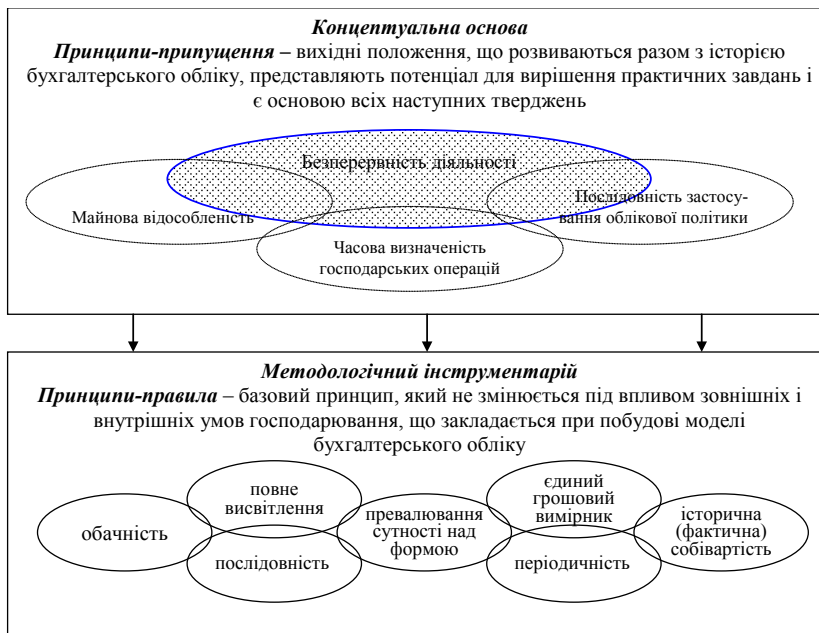 Концептуальна основа
Принципи-припущення – вихідні положення, що розвиваються разом з історією
бухгалтерського обліку, представляють потенціал для вирішення практичних завдань і
є основою всіх наступних тверджень
Безперервність діяльності
Майнова відособленість
Послідовність застосу-
вання облікової політики
Часова визначеність
господарських операцій
Методологічний інструментарій
Принципи-правила – базовий принцип, який не змінюється під впливом зовнішніх і
внутрішніх умов господарювання, що закладається при побудові моделі
бухгалтерського обліку
обачність
повне
висвітлення
послідовність
превалювання
сутності над
формою
єдиний
грошовий
вимірник
періодичність
історична
(фактична)
собівартість